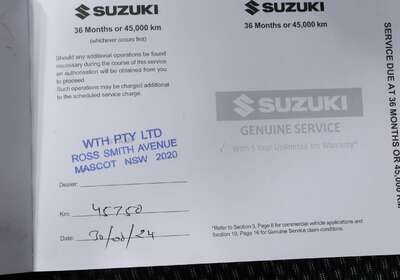 SUZUKI
36 Months or 45,000 km
(whichever occurs first)
Should any additional operations be found
necessary during the course of this service
an authorisation will be obtained from you
to proceed.
Such operations may be charged additional
to the scheduled service charge.
WTH PTY LTD
ROSS SMITH AVENUE
MASCOT NSW 2020
Dealer:
Km: 45750
Date:
SUZUKI
36 Months or 45,000 km
SUZUKI
GENUINE SERVICE
*Refer to Section 3, Page 8 for commercial vehicle applications and
Section 10, Page 16 for Genuine Service claim conditions.
SERVICE DUE AT 36 MONTHS OR 45,000 KM